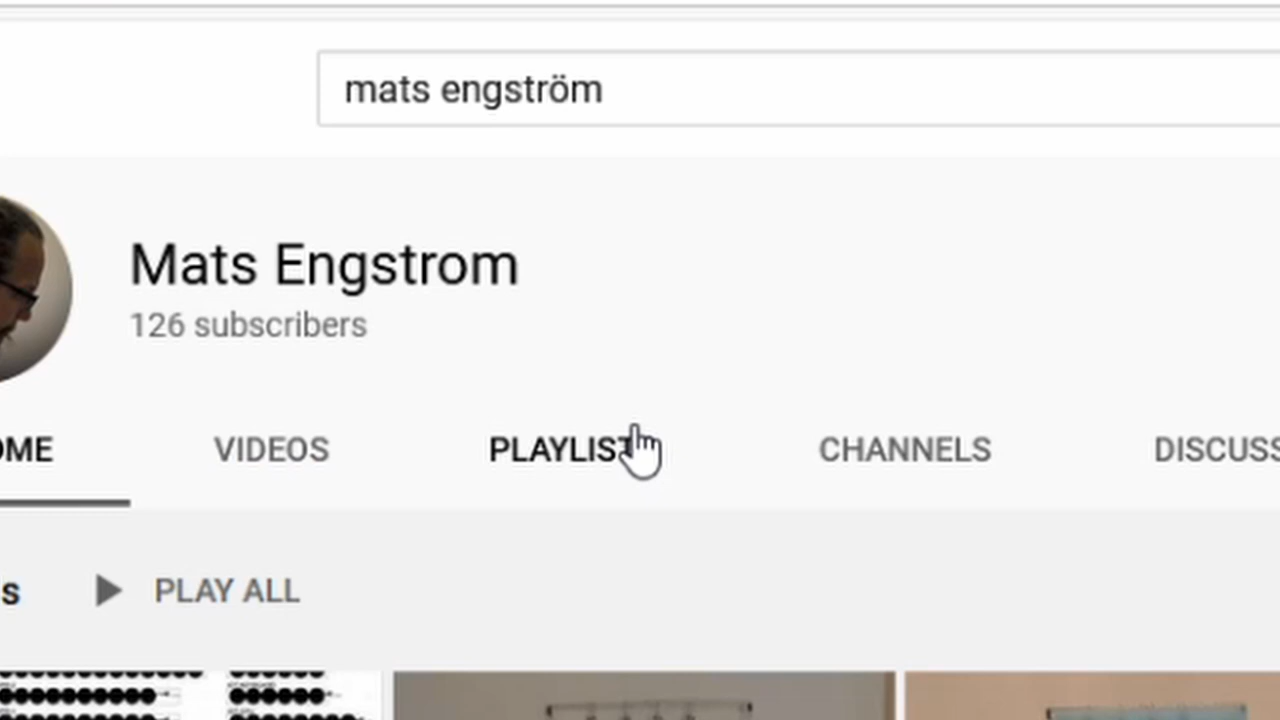 mats engström
Mats Engstrom
126 subscribers
OME VIDEOS PLAYLIST CHANNELS DISCUSS
s PLAY ALL